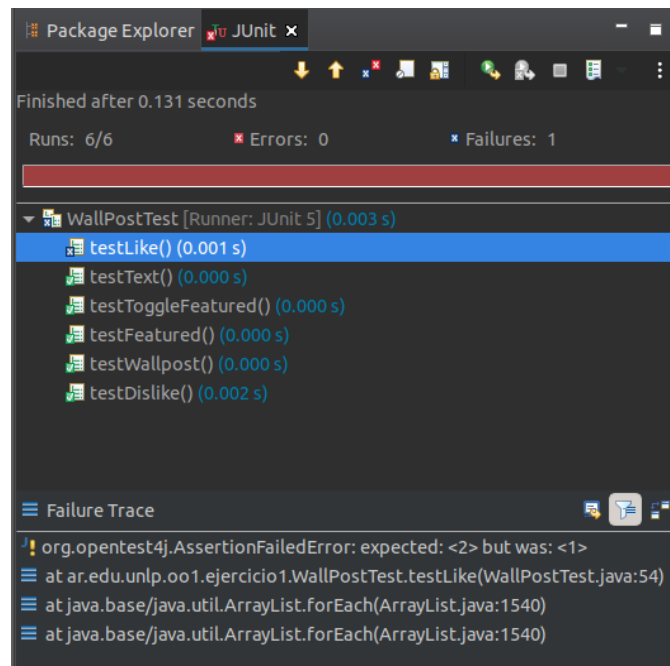 Package Explorer JUnit
Finished after 0.131 seconds
Runs: 6/6 Errors: 0 Failures: 1
WallPostTest [Runner: JUnit 5] (0.003 s)
testLike() (0.001 s)
testText() (0.000 s)
testToggleFeatured() (0.000 s)
testFeatured() (0.000 s)
testWallpost() (0.000 s)
testDislike() (0.002 s)
Failure Trace
org.opentest4j.AssertionFailedError: expected: <2> but was: <1>
at ar.edu.unlp.oo1.ejercicio1.WallPostTest.testLike(WallPostTest.java:54)
at java.base/java.util.ArrayList.forEach(ArrayList.java:1540)
at java.base/java.util.ArrayList.forEach(ArrayList.java:1540)